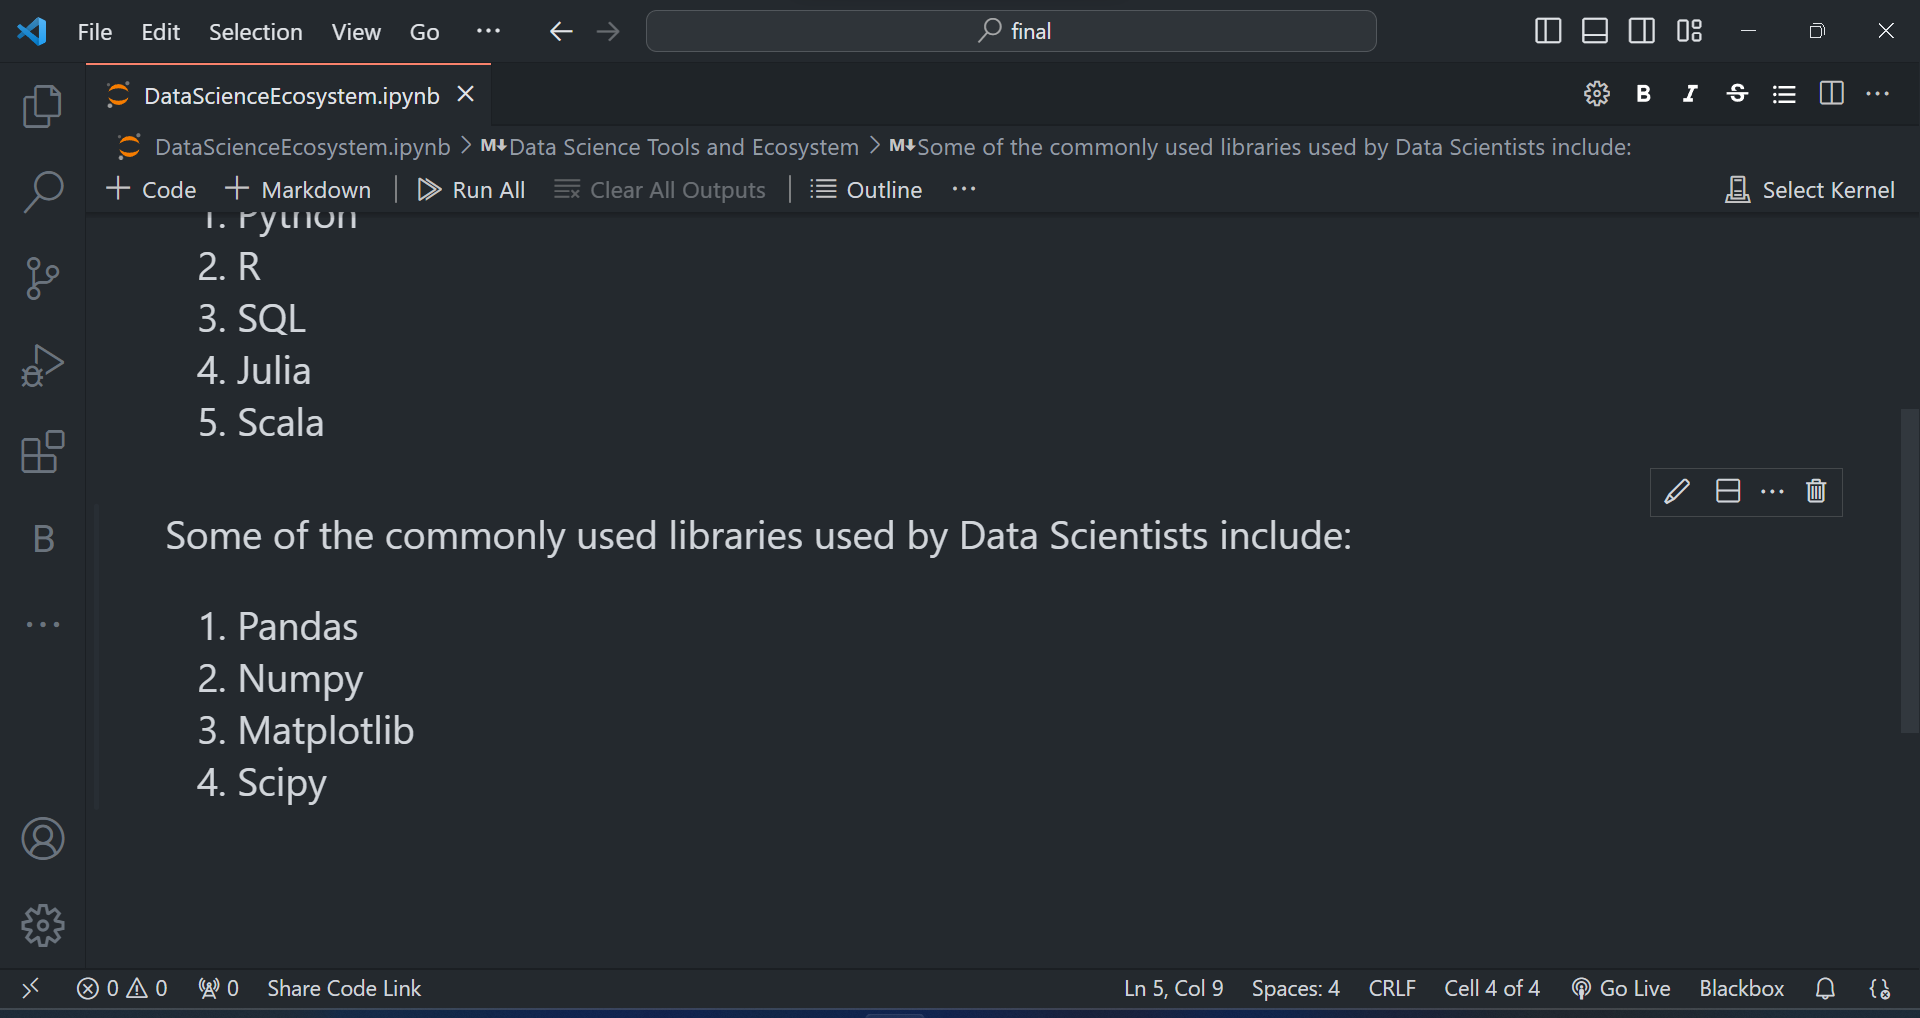 File Edit Selection View Go ··· final
DataScienceEcosystem.ipynb
DataScienceEcosystem.ipynb > M↓Data Science Tools and Ecosystem > M↓Some of the commonly used libraries used by Data Scientists include:
+ Code + Markdown | Run All Clear All Outputs | Outline ··· Select Kernel
1. Python
2. R
3. SQL
4. Julia
5. Scala
Some of the commonly used libraries used by Data Scientists include:
1. Pandas
2. Numpy
3. Matplotlib
4. Scipy
B
0 0 0 Share Code Link Ln 5, Col 9 Spaces: 4 CRLF Cell 4 of 4 Go Live Blackbox